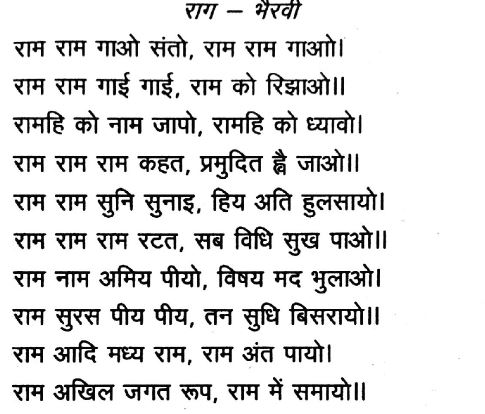 राग – भैरवी
राम राम गाओ संतो, राम राम गाओ।
राम राम गाई गाई, राम को रिझाओ॥
रामहि को नाम जापो, रामहि को ध्यावो।
राम राम राम कहत, प्रमुदित ह्वै जाओ॥
राम राम सुनि सुनाइ, हिय अति हुलसायो।
राम राम राम रटत, सब विधि सुख पाओ॥
राम नाम अमिय पीयो, विषय मद भुलाओ।
राम सुरस पीय पीय, तन सुधि बिसरायो॥
राम आदि मध्य राम, राम अंत पायो।
राम अखिल जगत रूप, राम में समायो॥